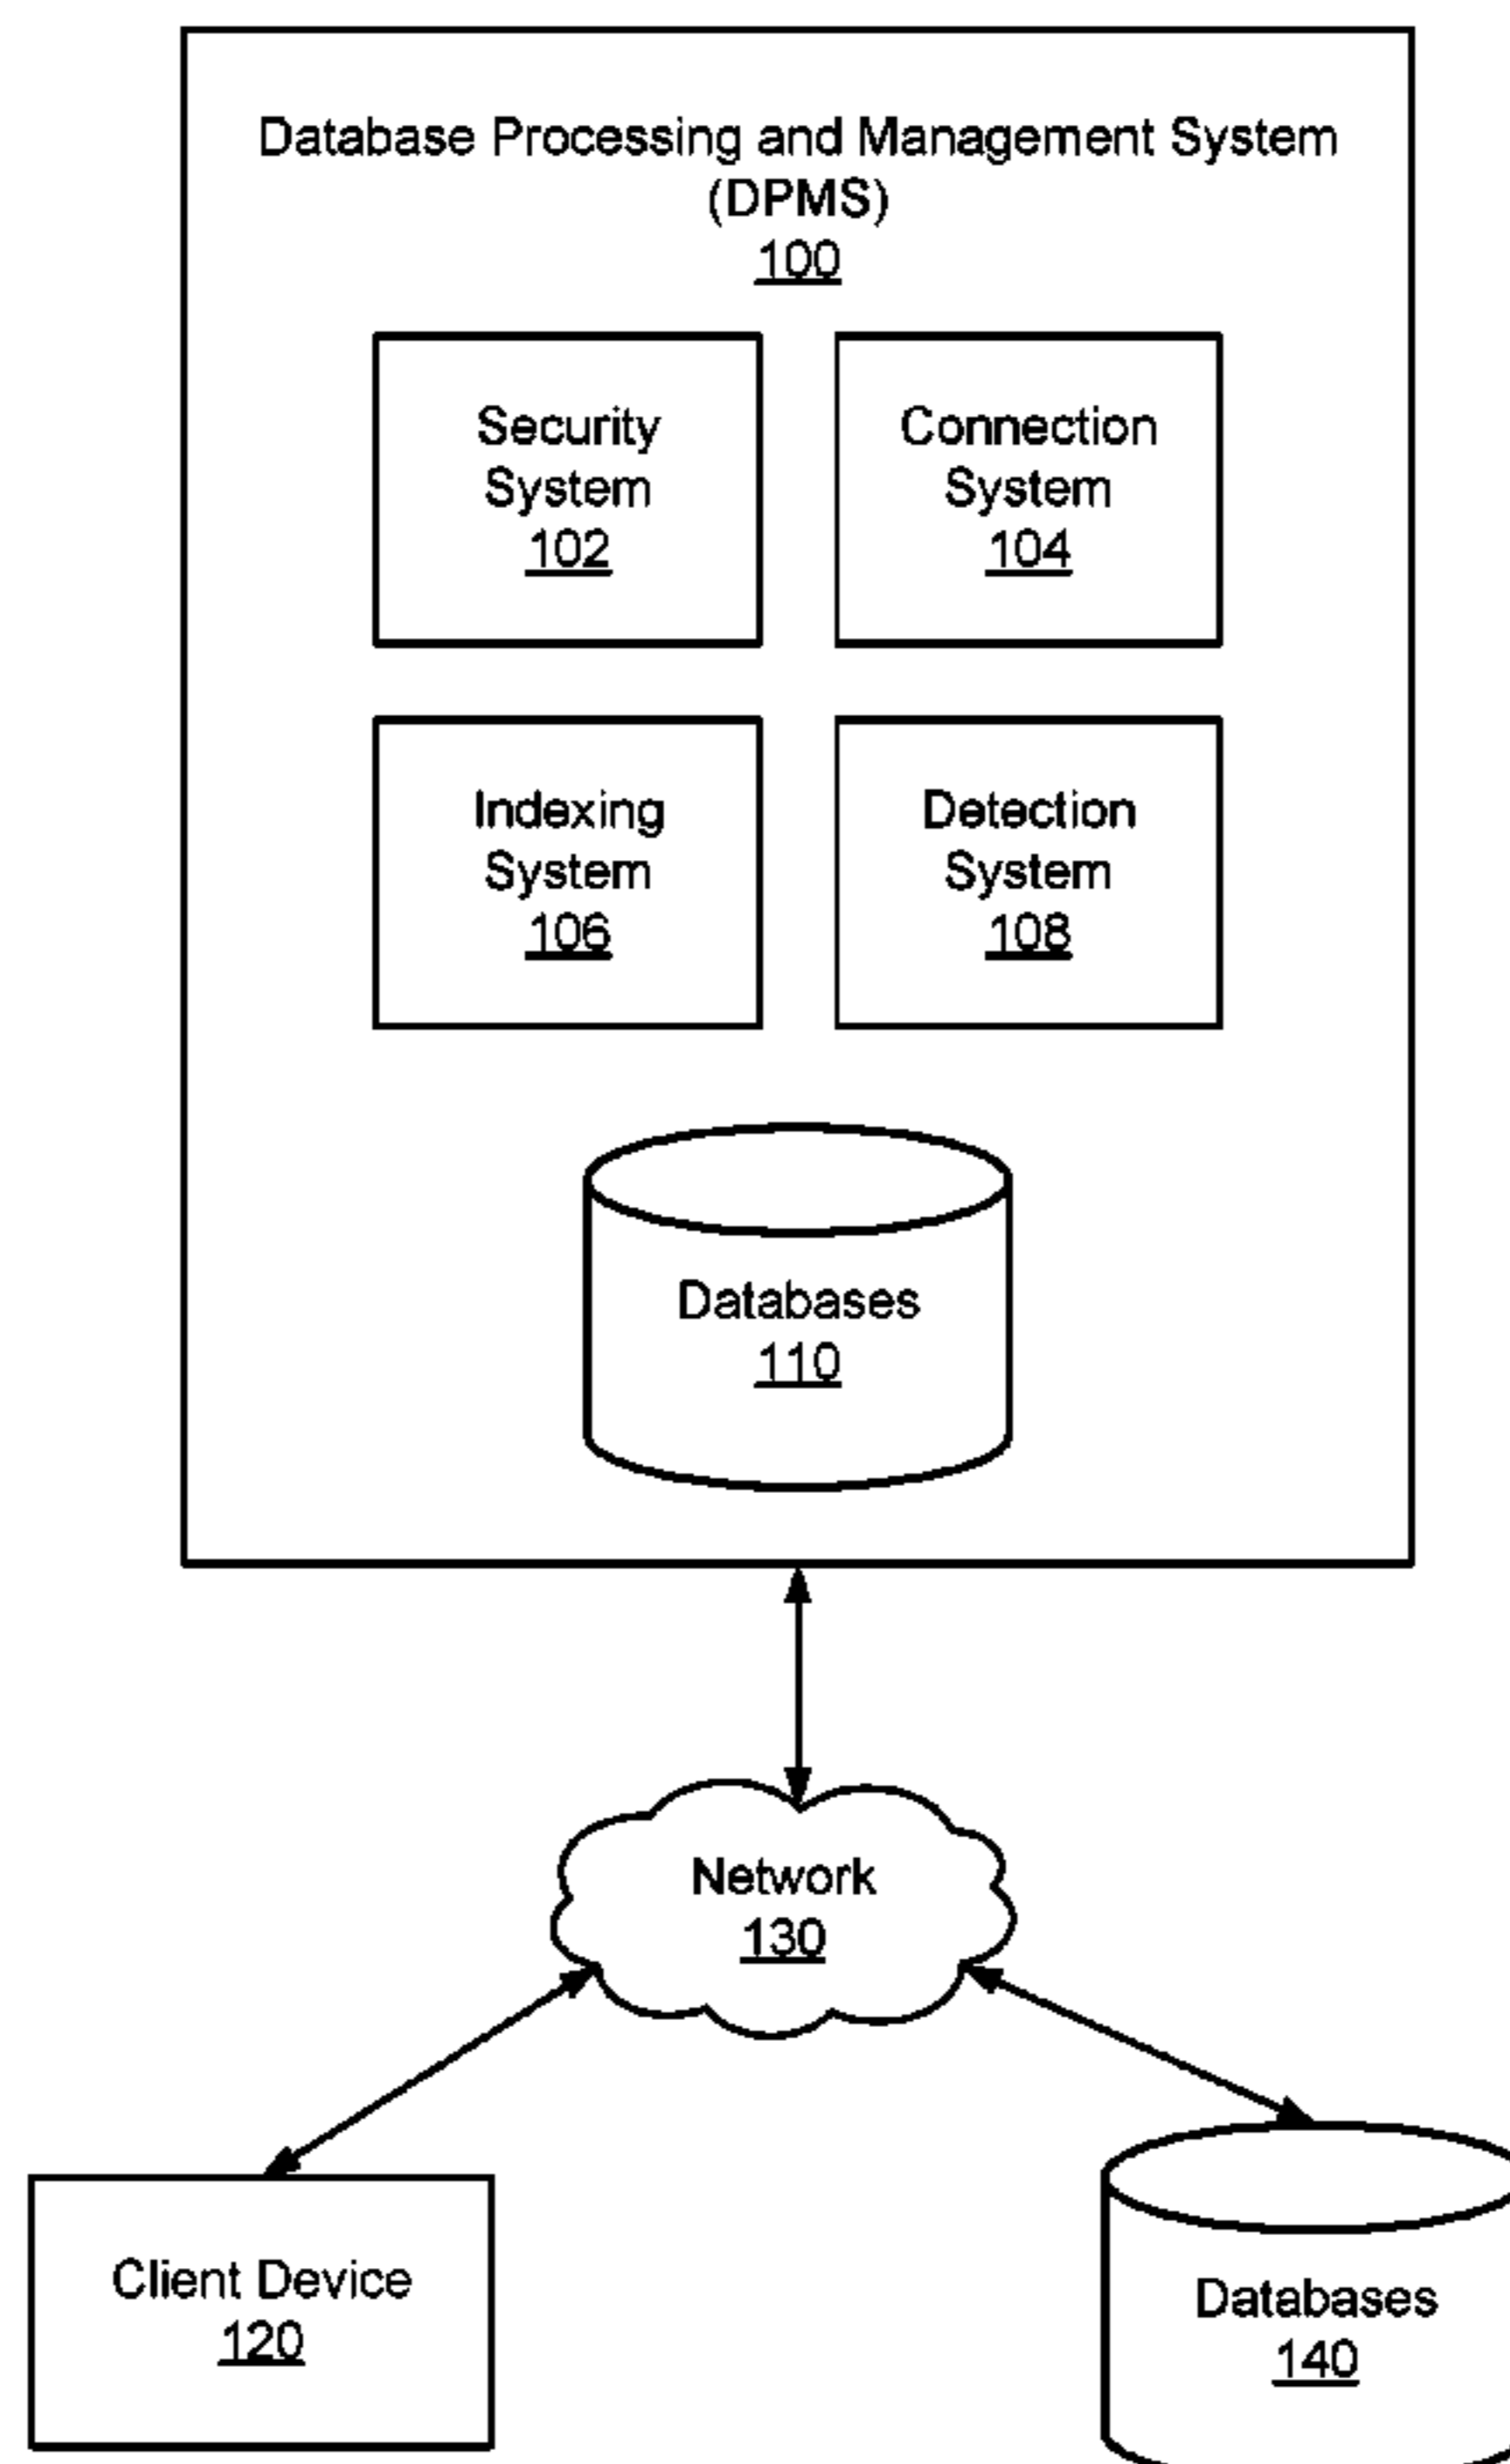 Database Processing and Management System
(DPMS)
100
Security
System
102
Connection
System
104
Indexing
System
106
Detection
System
108
Databases
110
Network
130
Client Device
120
Databases
140